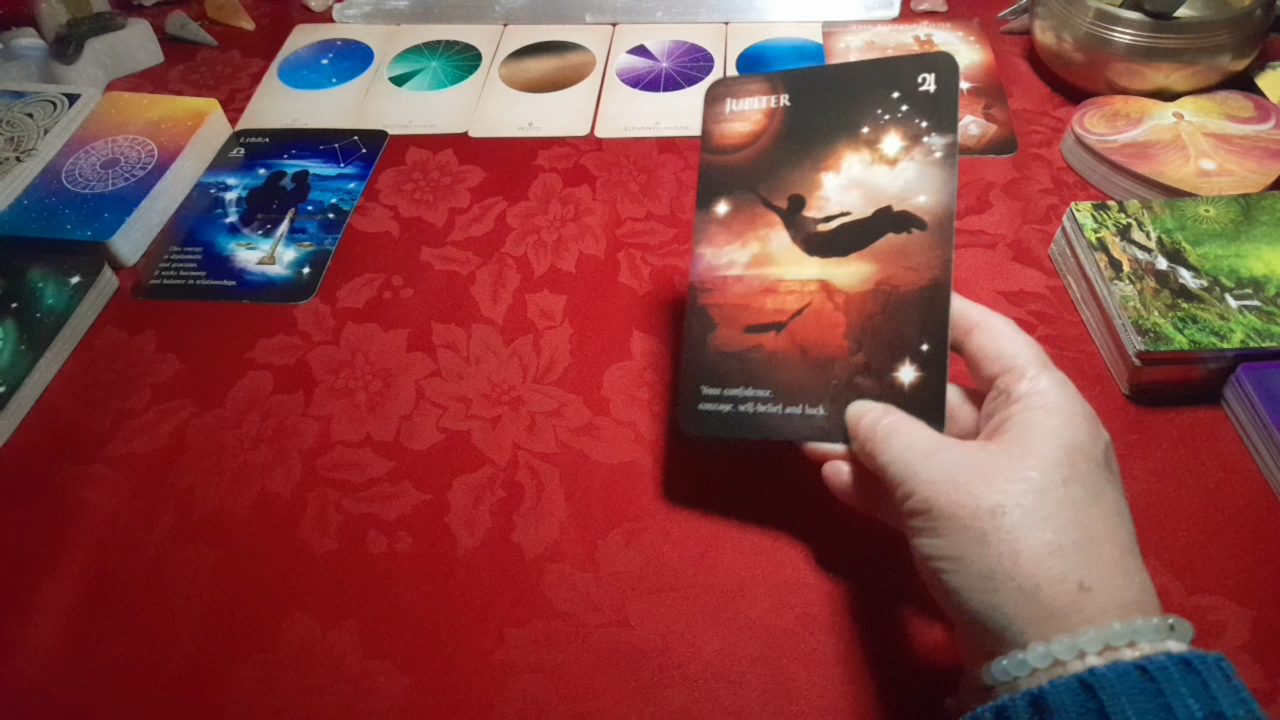 PLUTO
ELEVENTH HOUSE
LIBRA
This energy
is diplomatic
and gracious.
It seeks harmony
and balance in relationships.
JUPITER
Your confidence,
courage, self-belief and luck.